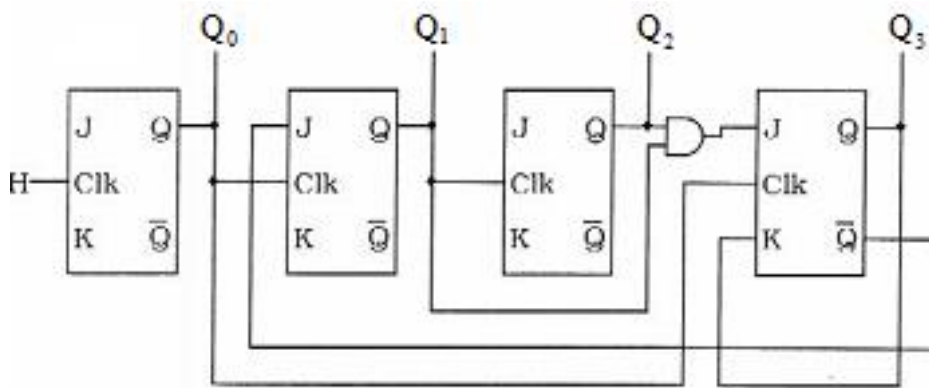 Q0 Q1 Q2 Q3
J Q J Q J Q J Q
H Clk Clk Clk Clk
K Q̅ K Q̅ K Q̅ K Q̅